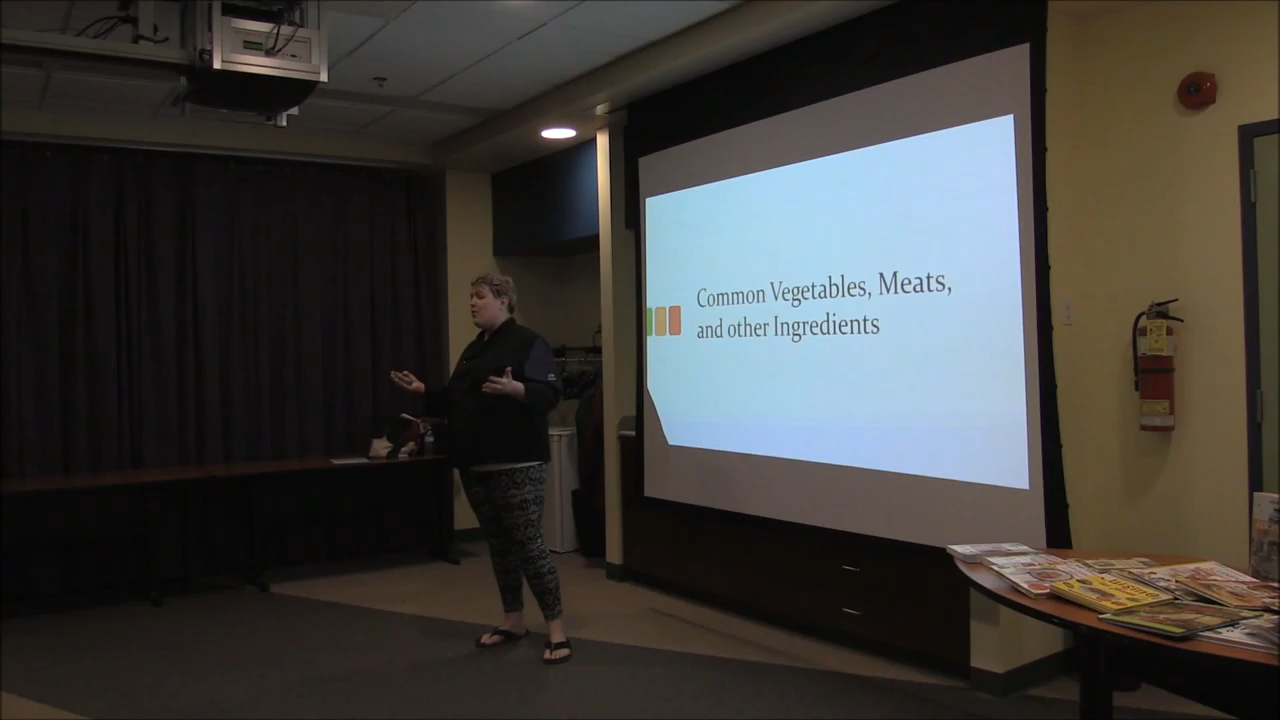 Common Vegetables, Meats,
and other Ingredients